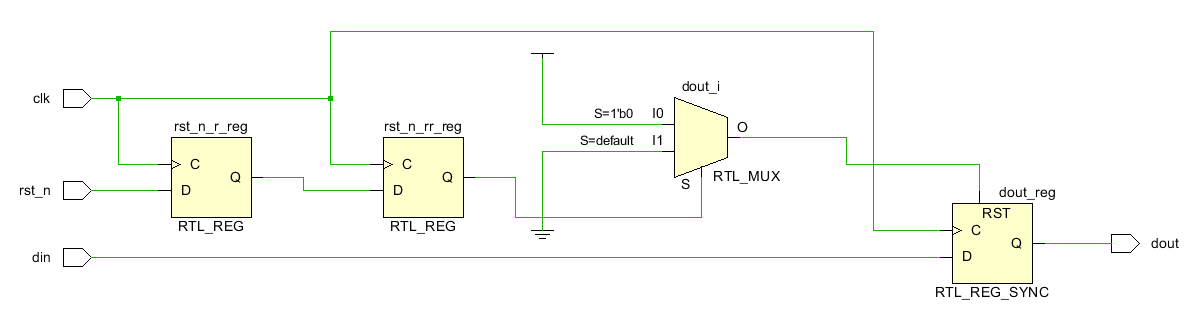 dout_i
clk
S=1'b0 I0
rst_n_r_reg
rst_n_rr_reg
O
S=default I1
C
C
Q
Q
RTL_MUX
rst_n
D
D
S
dout_reg
RST
RTL_REG
RTL_REG
C
Q
dout
din
D
RTL_REG_SYNC